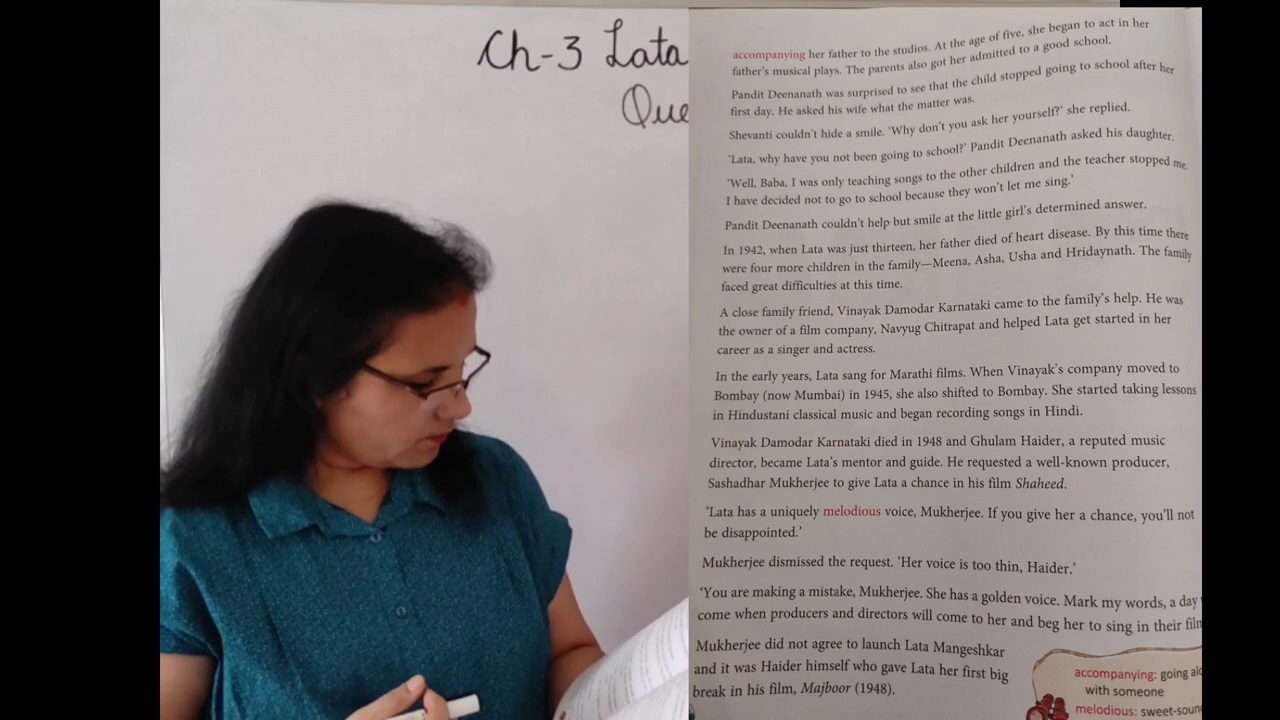 Ch-3 Lata
Que
accompanying her father to the studios. At the age of five, she began to act in her
father's musical plays. The parents also got her admitted to a good school.
Pandit Deenanath was surprised to see that the child stopped going to school after her
first day. He asked his wife what the matter was.
Shevanti couldn't hide a smile. 'Why don't you ask her yourself?' she replied.
'Lata, why have you not been going to school?' Pandit Deenanath asked his daughter.
'Well, Baba, I was only teaching songs to the other children and the teacher stopped me.
I have decided not to go to school because they won't let me sing.'
Pandit Deenanath couldn't help but smile at the little girl's determined answer.
In 1942, when Lata was just thirteen, her father died of heart disease. By this time there
were four more children in the family—Meena, Asha, Usha and Hridaynath. The family
faced great difficulties at this time.
A close family friend, Vinayak Damodar Karnataki came to the family's help. He was
the owner of a film company, Navyug Chitrapat and helped Lata get started in her
career as a singer and actress.
In the early years, Lata sang for Marathi films. When Vinayak's company moved to
Bombay (now Mumbai) in 1945, she also shifted to Bombay. She started taking lessons
in Hindustani classical music and began recording songs in Hindi.
Vinayak Damodar Karnataki died in 1948 and Ghulam Haider, a reputed music
director, became Lata's mentor and guide. He requested a well-known producer,
Sashadhar Mukherjee to give Lata a chance in his film Shaheed.
'Lata has a uniquely melodious voice, Mukherjee. If you give her a chance, you'll not
be disappointed.'
Mukherjee dismissed the request. 'Her voice is too thin, Haider.'
'You are making a mistake, Mukherjee. She has a golden voice. Mark my words, a day
come when producers and directors will come to her and beg her to sing in their film
Mukherjee did not agree to launch Lata Mangeshkar
and it was Haider himself who gave Lata her first big
break in his film, Majboor (1948).
accompanying: going alo
with someone
melodious: sweet-soun